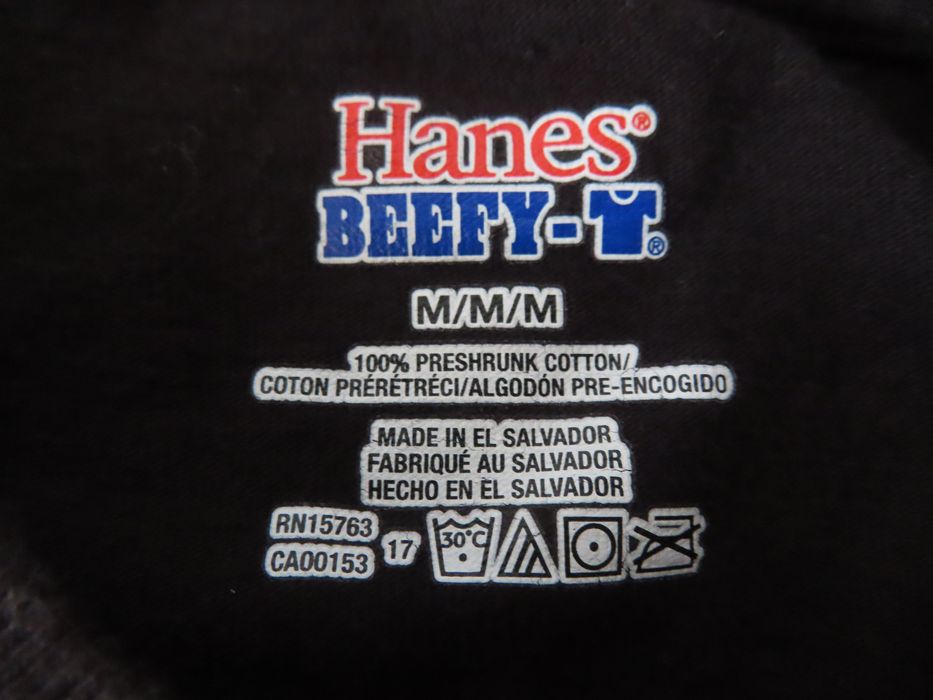 Hanes®
BEEFY-T®
M/M/M
100% PRESHRUNK COTTON/
COTON PRÉRÉTRÉCI/ALGODÓN PRE-ENCOGIDO
MADE IN EL SALVADOR
FABRIQUÉ AU SALVADOR
HECHO EN EL SALVADOR
RN15763
CA00153
17
30°C